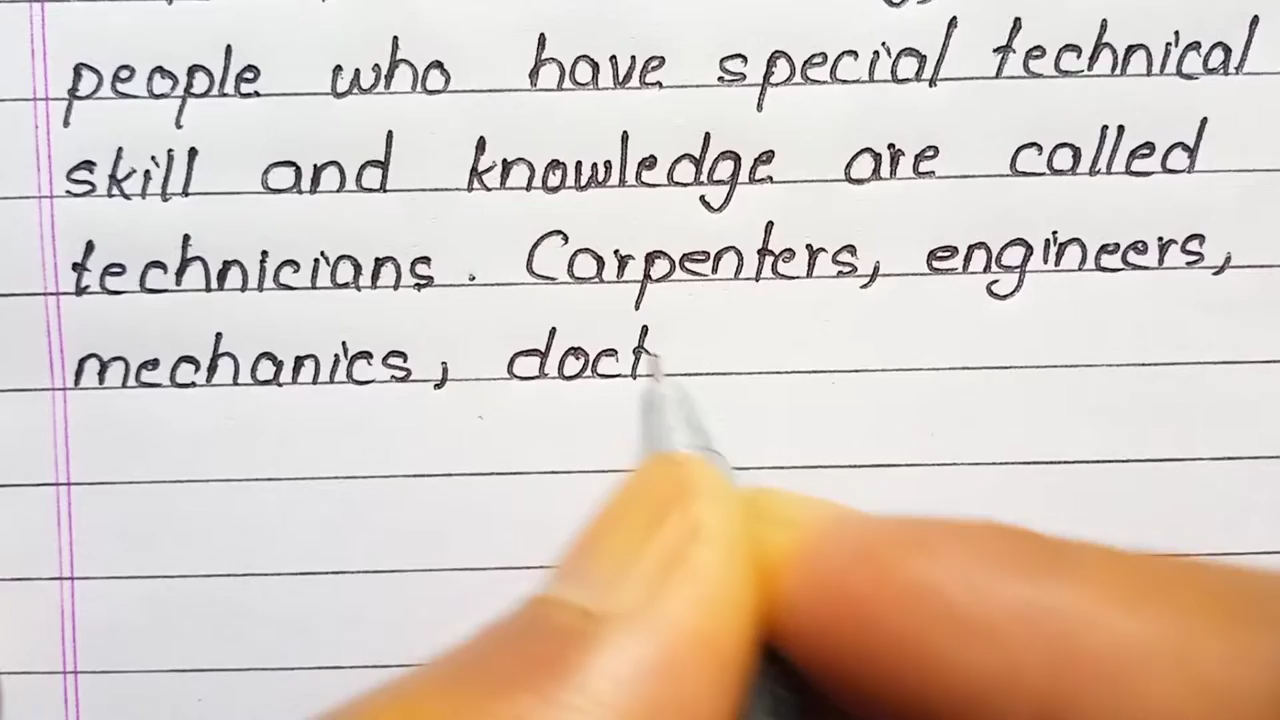 people who have special technical
skill and knowledge are called
technicians. Carpenters, engineers,
mechanics, doct